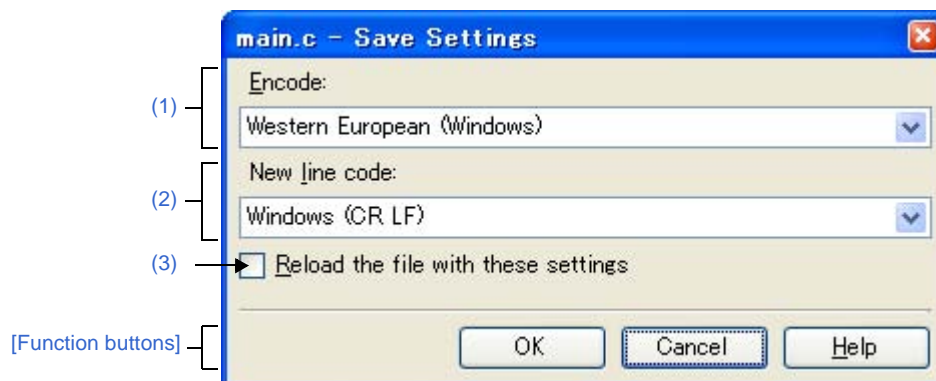 main.c - Save Settings
(1)
Encode:
Western European (Windows)
(2)
New line code:
Windows (CR LF)
(3)
Reload the file with these settings
[Function buttons]
OK
Cancel
Help